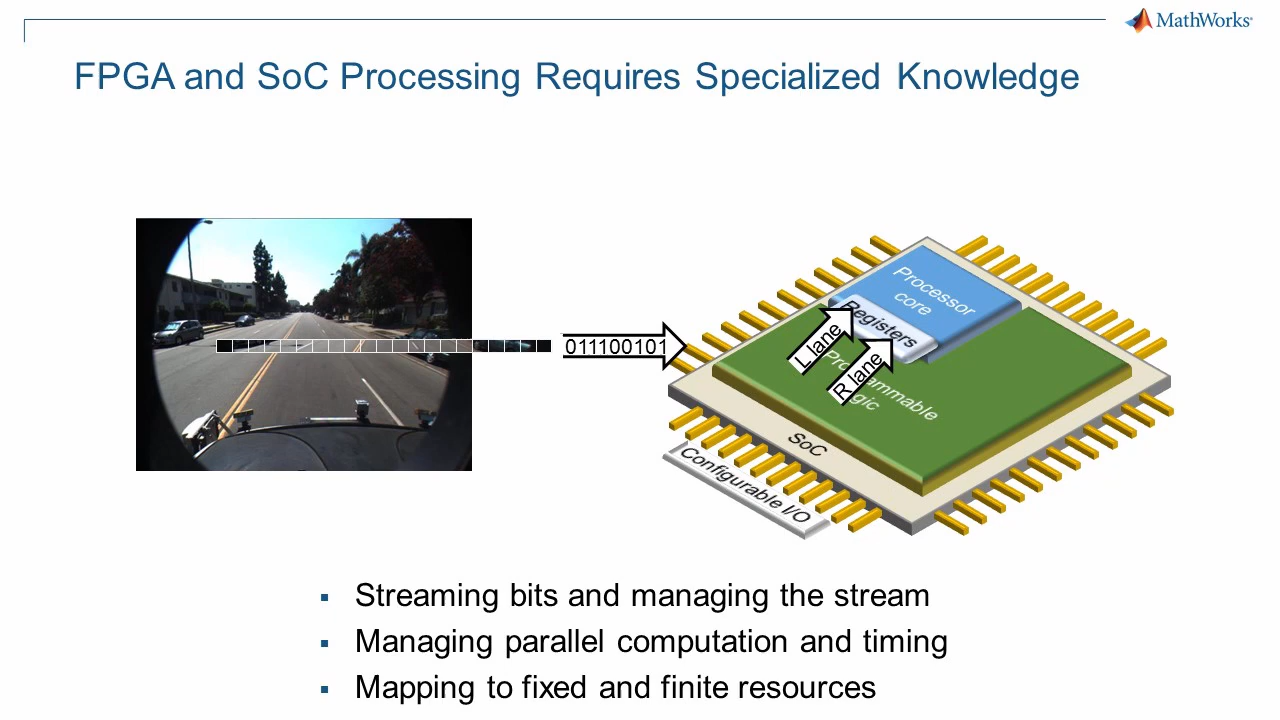 MathWorks
FPGA and SoC Processing Requires Specialized Knowledge
011100101
Processor
core
Registers
L lane
R lane
Programmable
Logic
SoC
Configurable I/O
Streaming bits and managing the stream
Managing parallel computation and timing
Mapping to fixed and finite resources